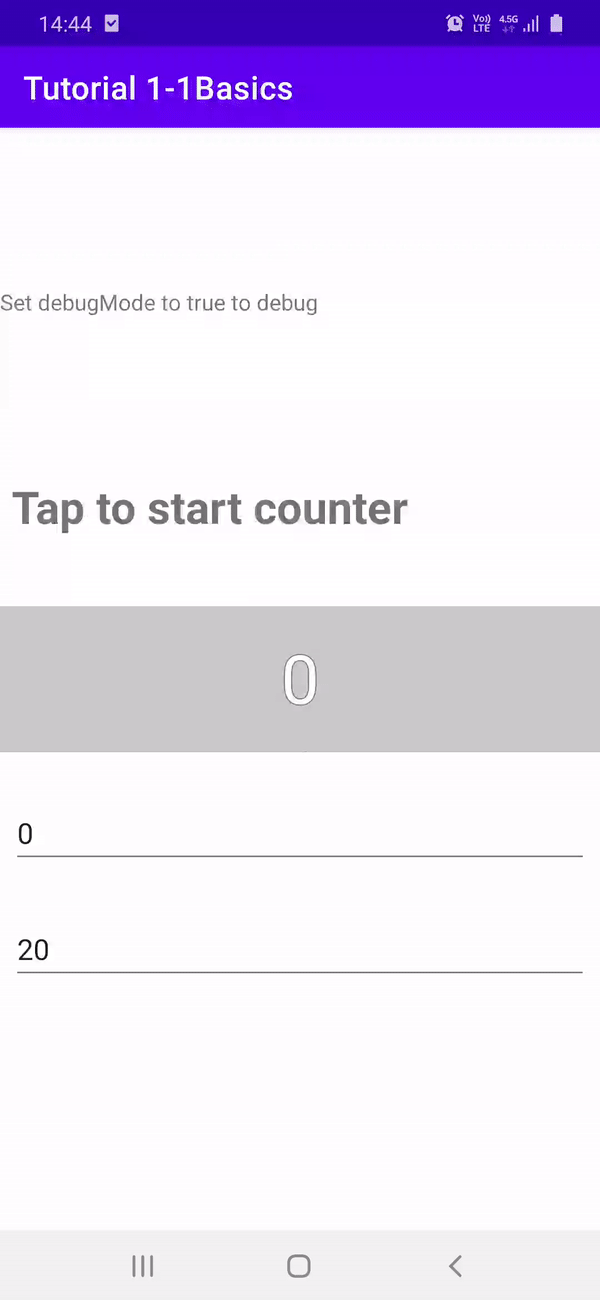 14:44 Vo)) LTE 4.5G
Tutorial 1-1Basics
Set debugMode to true to debug
Tap to start counter
0
0
20